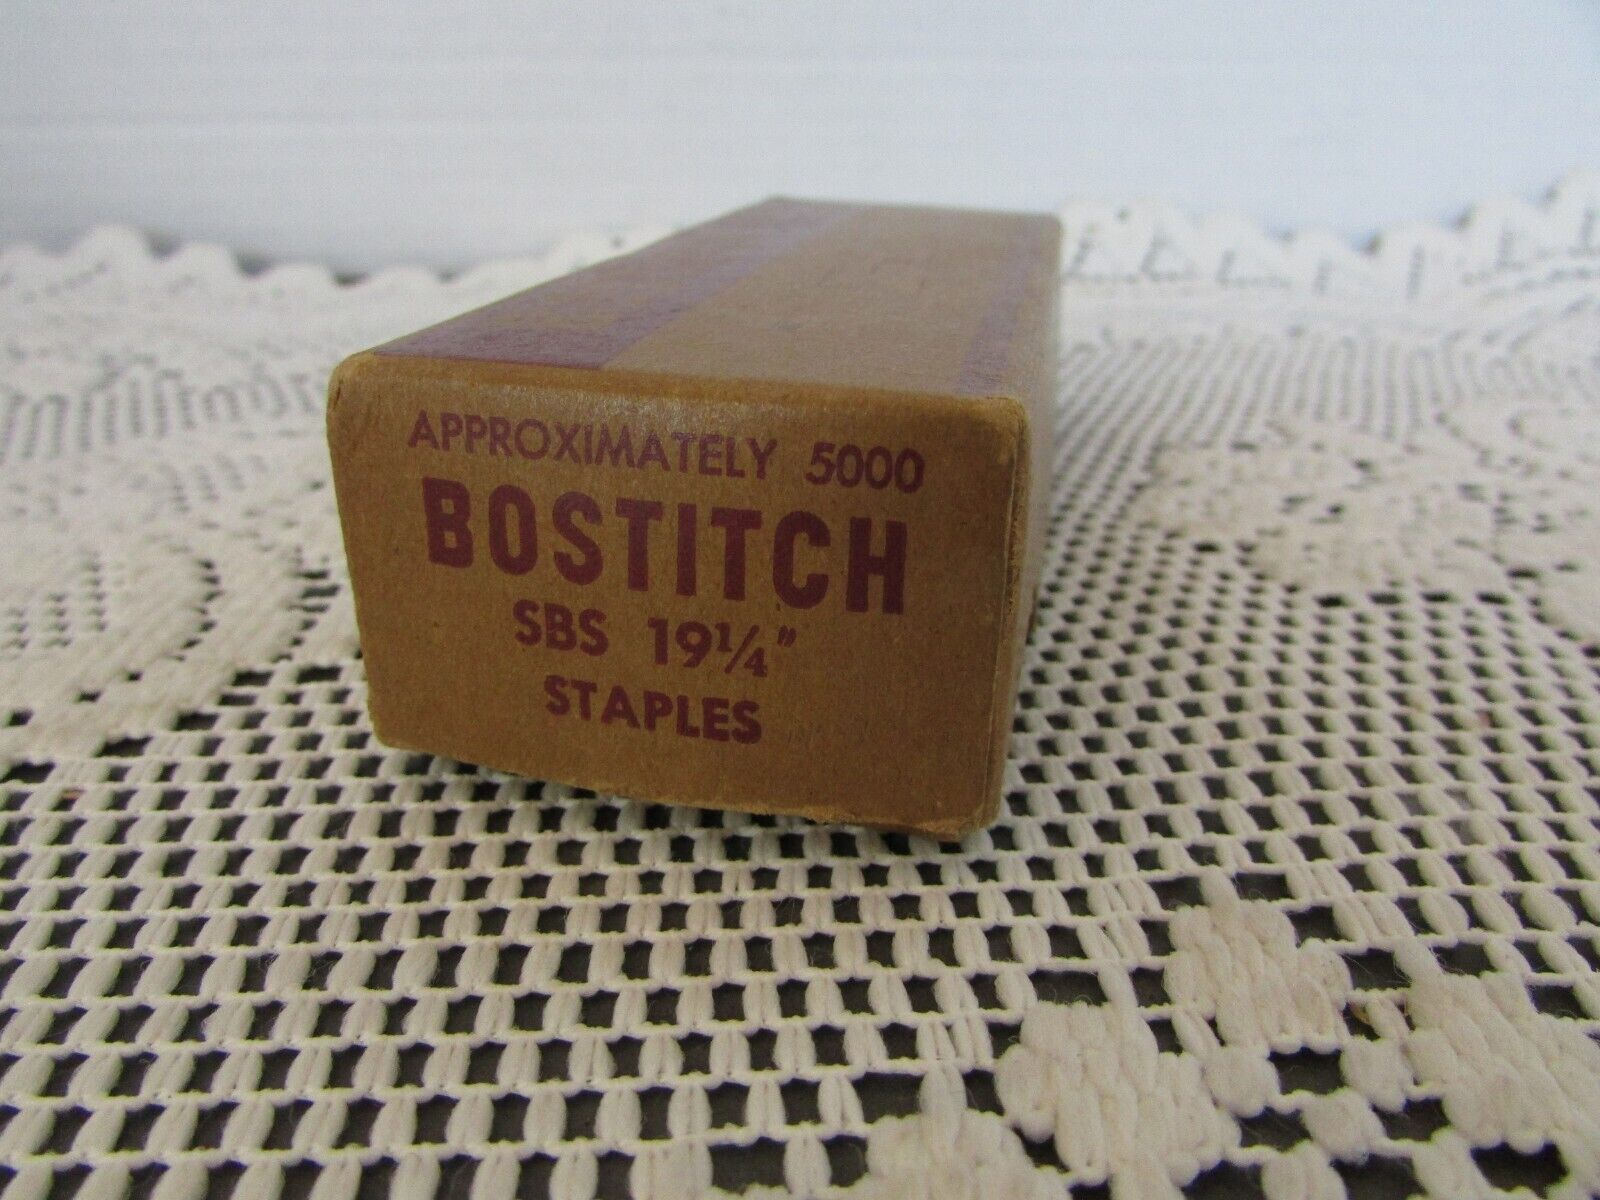 APPROXIMATELY 5000
BOSTITCH
SBS 19¼"
STAPLES